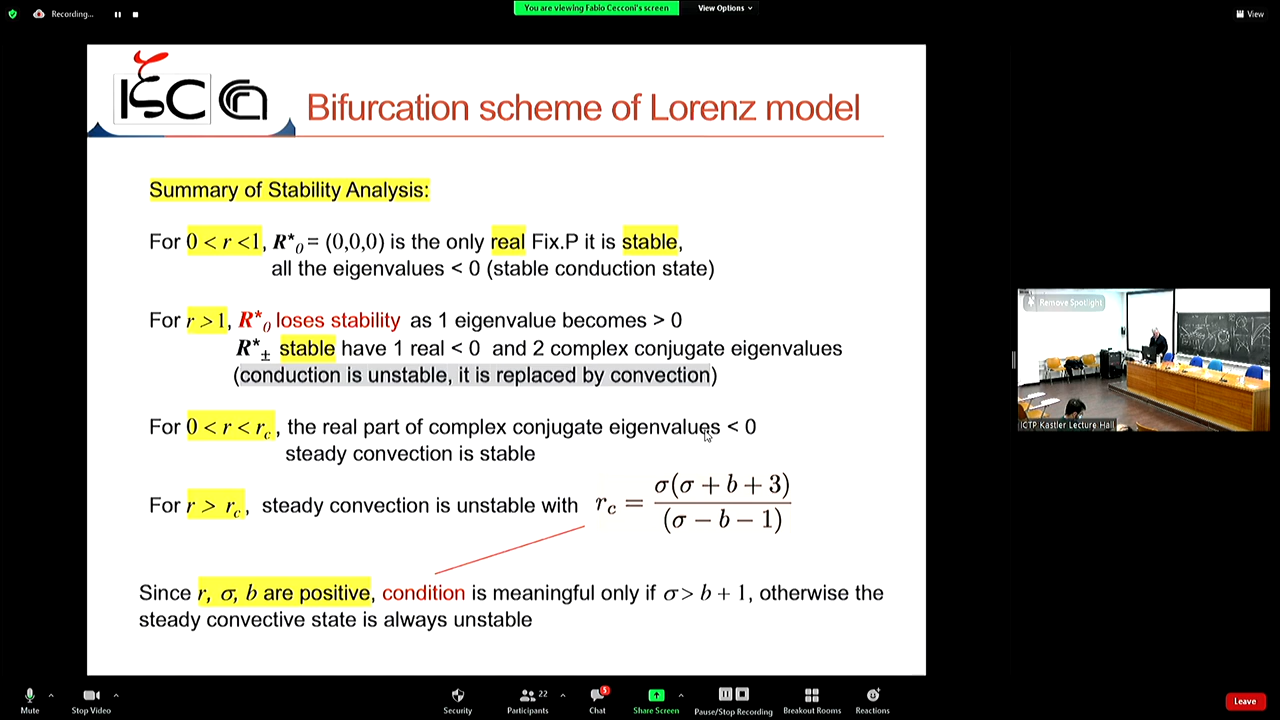 Recording...
You are viewing Fabio Cecconi's screen
View Options
View
ISC
Bifurcation scheme of Lorenz model
Summary of Stability Analysis:
For 0 < r <1, R*₀ = (0,0,0) is the only real Fix.P it is stable,
all the eigenvalues < 0 (stable conduction state)
For r > 1, R*₀ loses stability as 1 eigenvalue becomes > 0
R*± stable have 1 real < 0 and 2 complex conjugate eigenvalues
(conduction is unstable, it is replaced by convection)
For 0 < r < r_c, the real part of complex conjugate eigenvalues < 0
steady convection is stable
For r > r_c, steady convection is unstable with r_c = σ(σ + b + 3) / (σ − b − 1)
Since r, σ, b are positive, condition is meaningful only if σ > b + 1, otherwise the
steady convective state is always unstable
Remove Spotlight
ICTP Kastler Lecture Hall
Mute
Stop Video
Security
22
Participants
5
Chat
Share Screen
Pause/Stop Recording
Breakout Rooms
Reactions
Leave